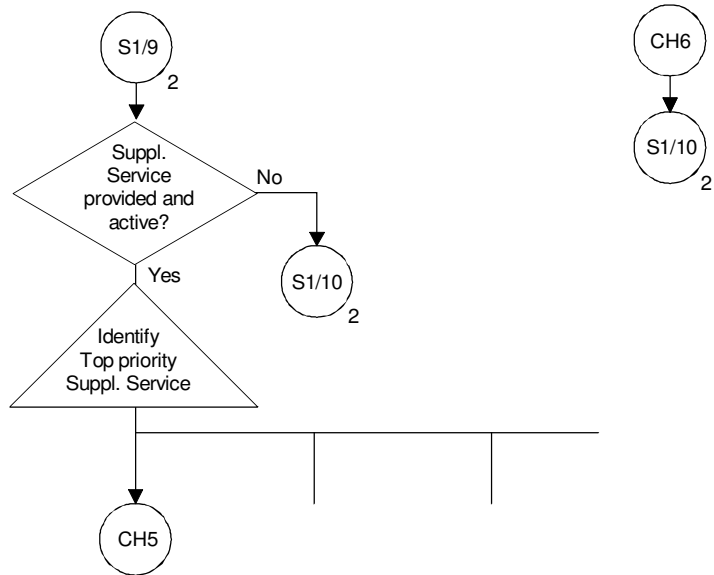 S1/9
2
CH6
S1/10
2
Suppl.
Service
provided and
active?
No
S1/10
2
Yes
Identify
Top priority
Suppl. Service
CH5